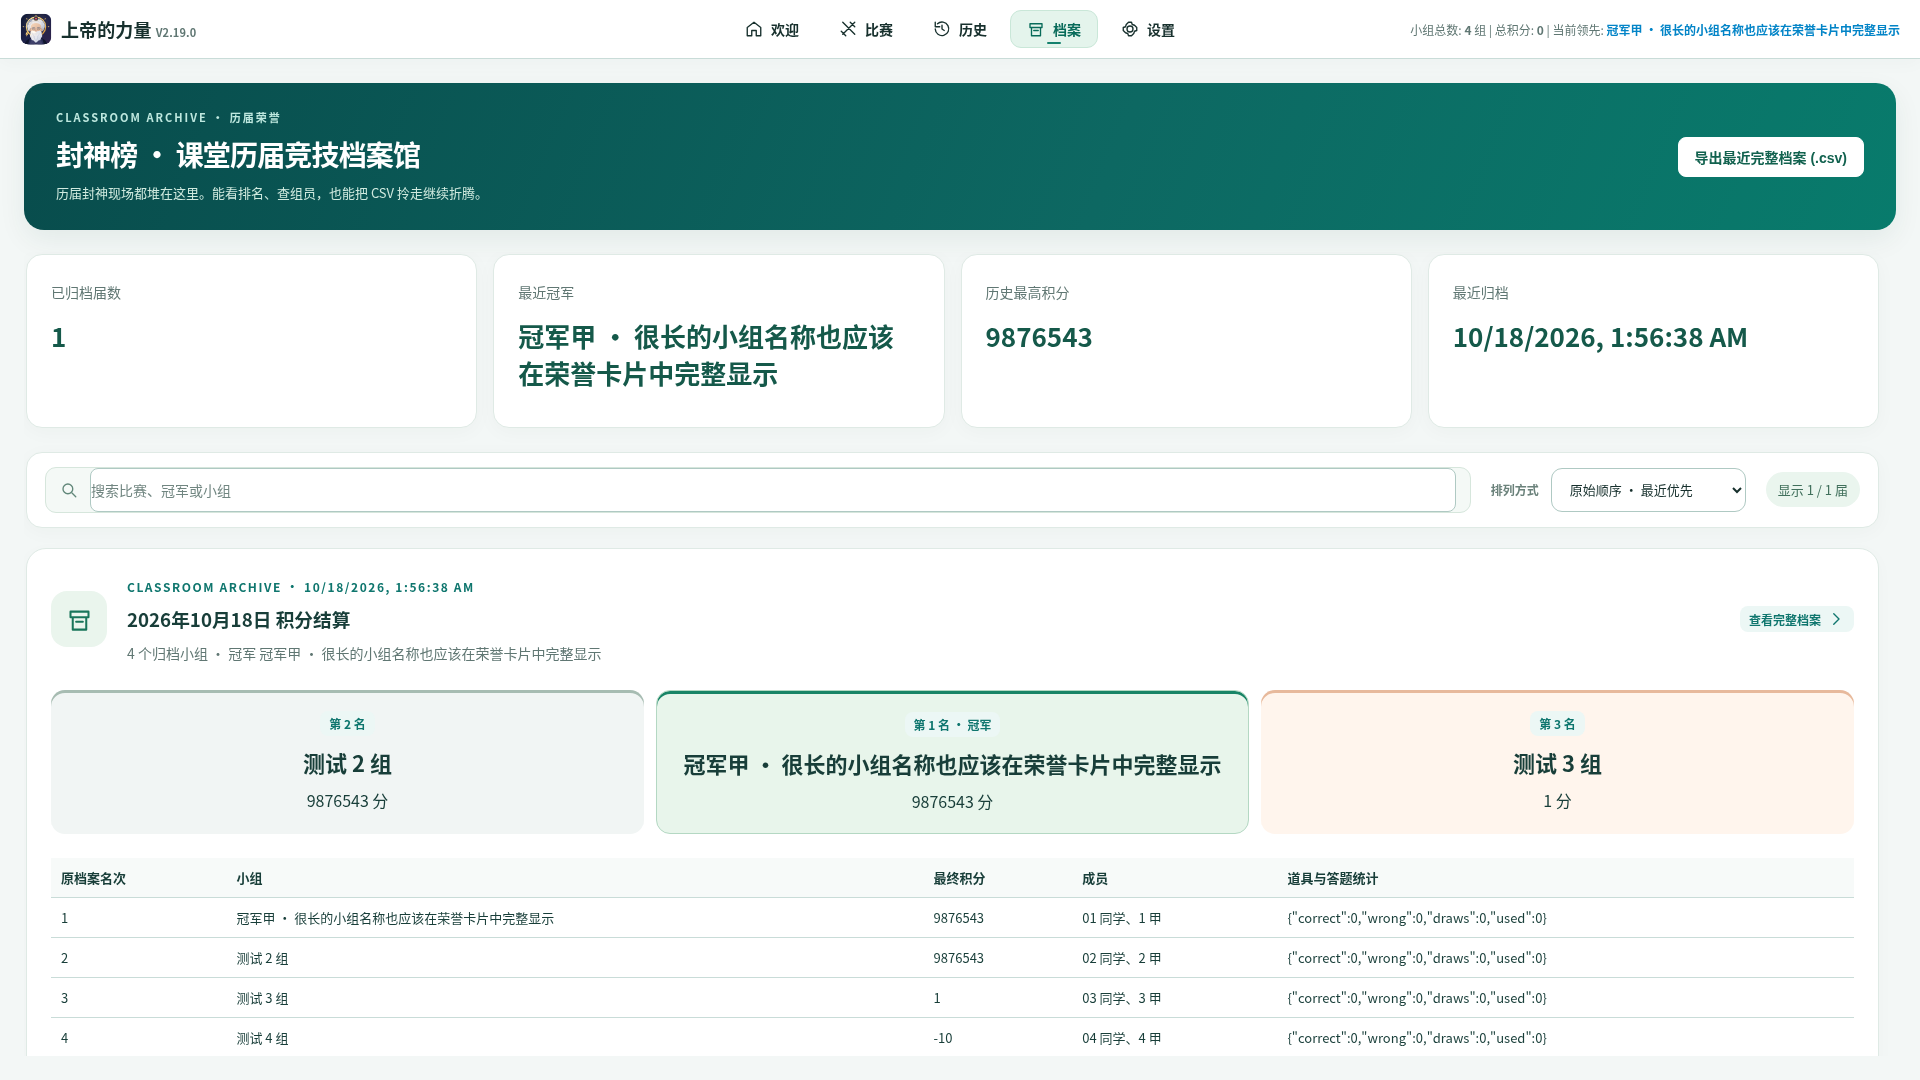 上帝的力量 V2.19.0
欢迎
比赛
历史
档案
设置
小组总数: 4 组 | 总积分: 0 | 当前领先: 冠军甲 · 很长的小组名称也应该在荣誉卡片中完整显示
CLASSROOM ARCHIVE · 历届荣誉
封神榜 · 课堂历届竞技档案馆
历届封神现场都堆在这里。能看排名、查组员，也能把 CSV 拎走继续折腾。
导出最近完整档案 (.csv)
已归档届数
1
最近冠军
冠军甲 · 很长的小组名称也应该
在荣誉卡片中完整显示
历史最高积分
9876543
最近归档
10/18/2026, 1:56:38 AM
搜索比赛、冠军或小组
排列方式
原始顺序 · 最近优先
显示 1 / 1 届
CLASSROOM ARCHIVE · 10/18/2026, 1:56:38 AM
2026年10月18日 积分结算
4 个归档小组 · 冠军 冠军甲 · 很长的小组名称也应该在荣誉卡片中完整显示
查看完整档案
第 2 名
测试 2 组
9876543 分
第 1 名 · 冠军
冠军甲 · 很长的小组名称也应该在荣誉卡片中完整显示
9876543 分
第 3 名
测试 3 组
1 分
原档案名次 小组 最终积分 成员 道具与答题统计
1 冠军甲 · 很长的小组名称也应该在荣誉卡片中完整显示 9876543 01 同学、1 甲 {"correct":0,"wrong":0,"draws":0,"used":0}
2 测试 2 组 9876543 02 同学、2 甲 {"correct":0,"wrong":0,"draws":0,"used":0}
3 测试 3 组 1 03 同学、3 甲 {"correct":0,"wrong":0,"draws":0,"used":0}
4 测试 4 组 -10 04 同学、4 甲 {"correct":0,"wrong":0,"draws":0,"used":0}